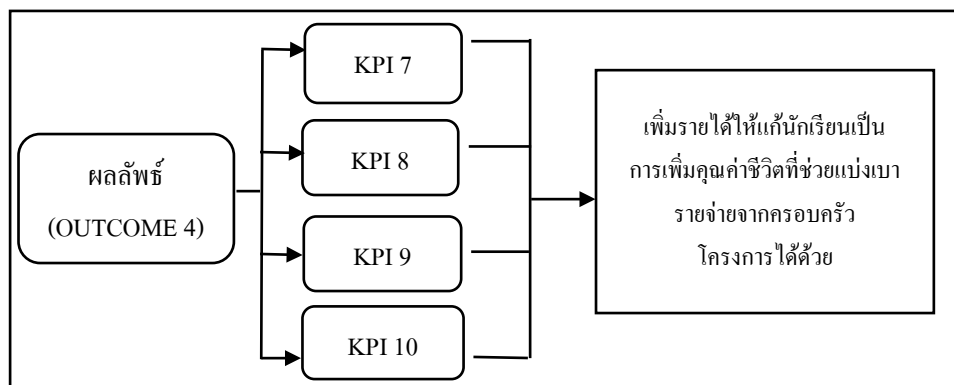 ผลลัพธ์
(OUTCOME 4)
KPI 7
KPI 8
KPI 9
KPI 10
เพิ่มรายได้ให้แก้นักเรียนเป็น
การเพิ่มคุณค่าชีวิตที่ช่วยแบ่งเบา
รายจ่ายจากครอบครัว
โครงการได้ด้วย